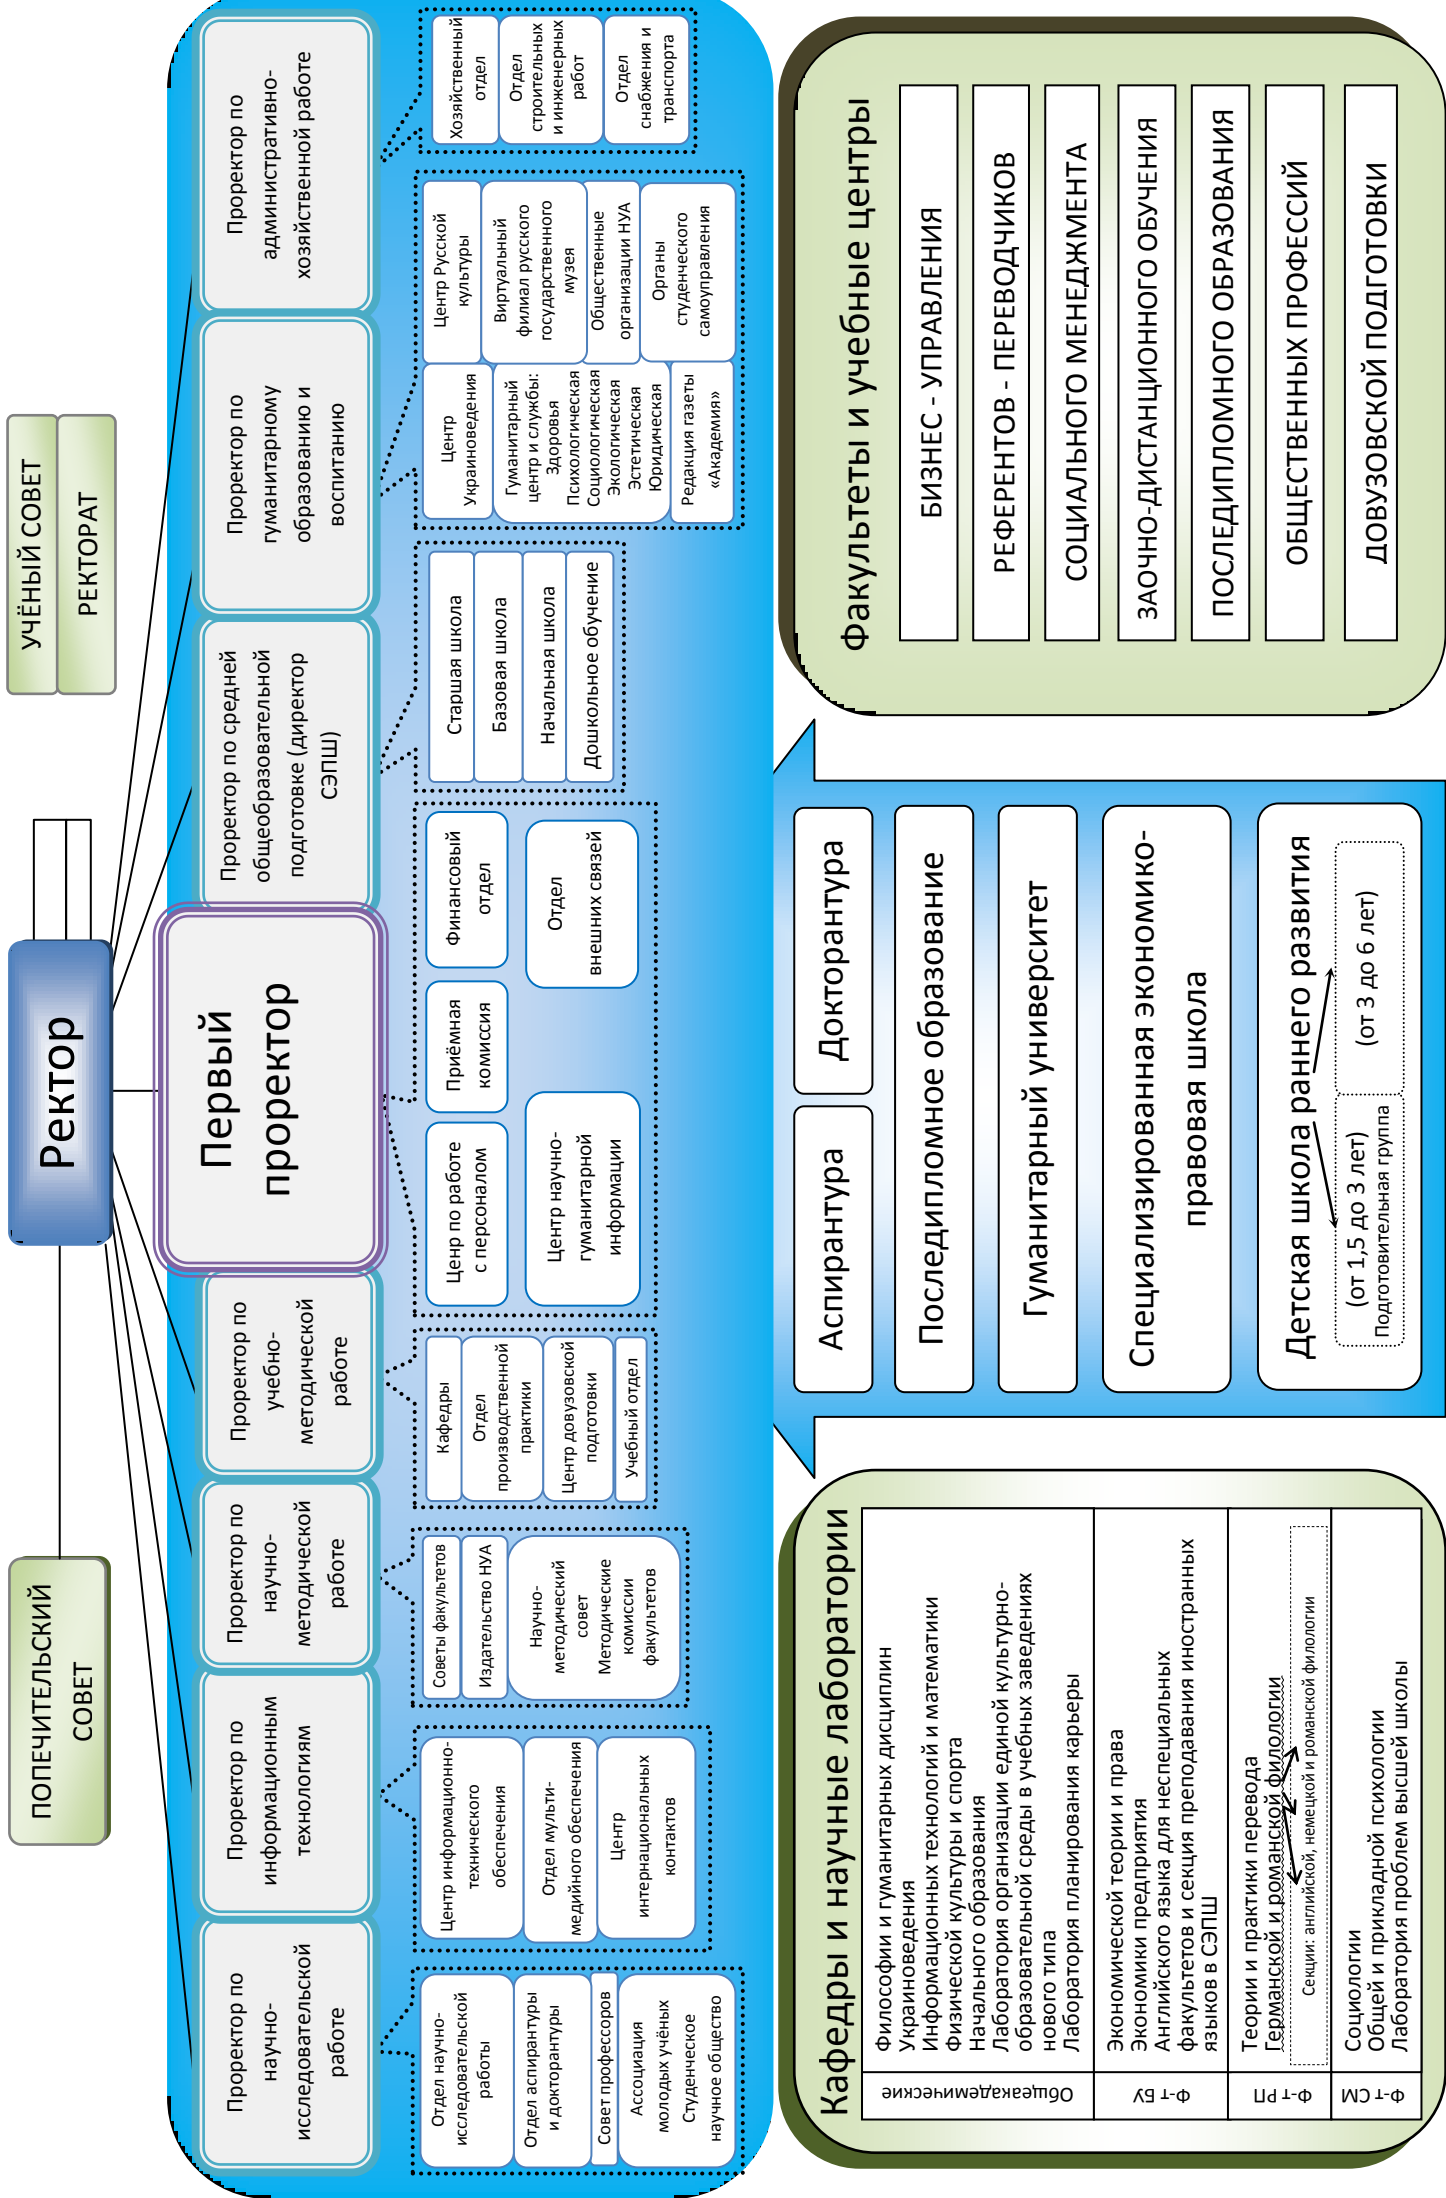 ПОПЕЧИТЕЛЬСКИЙ
СОВЕТ
Ректор
УЧЁНЫЙ СОВЕТ
РЕКТОРАТ
Проректор по
научно-
исследовательской
работе
Проректор по
информационным
технологиям
Проректор по
научно-
методической
работе
Проректор по
учебно-
методической
работе
Первый
проректор
Проректор по средней
общеобразовательной
подготовке (директор
СЭПШ)
Проректор по
гуманитарному
образованию и
воспитанию
Проректор по
административно-
хозяйственной работе
Отдел научно-
исследовательской
работы
Отдел аспирантуры
и докторантуры
Совет профессоров
Ассоциация
молодых учёных
Студенческое
научное общество
Центр информационно-
технического
обеспечения
Отдел мульти-
медийного обеспечения
Центр
интернациональных
контактов
Советы факультетов
Издательство НУА
Научно-
методический
совет
Методические
комиссии
факультетов
Кафедры
Отдел
производственной
практики
Центр довузовской
подготовки
Учебный отдел
Ценр по работе
с персоналом
Приёмная
комиссия
Финансовый
отдел
Центр научно-
гуманитарной
информации
Отдел
внешних связей
Старшая школа
Базовая школа
Начальная школа
Дошкольное обучение
Центр
Украиноведения
Гуманитарный
центр и службы:
Здоровья
Психологическая
Социологическая
Экологическая
Эстетическая
Юридическая
Редакция газеты
«Академия»
Центр Русской
культуры
Виртуальный
филиал русского
государственного
музея
Общественные
организации НУА
Органы
студенческого
самоуправления
Хозяйственный
отдел
Отдел
строительных
и инженерных
работ
Отдел
снабжения и
транспорта
Кафедры и научные лаборатории
Общеакадемические
Философии и гуманитарных дисциплин
Украиноведения
Информационных технологий и математики
Физической культуры и спорта
Начального образования
Лаборатория организации единой культурно-
образовательной среды в учебных заведениях
нового типа
Лаборатория планирования карьеры
Ф-т БУ
Экономической теории и права
Экономики предприятия
Английского языка для неспециальных
факультетов и секция преподавания иностранных
языков в СЭПШ
Ф-т РП
Теории и практики перевода
Германской и романской филологии
Секции: английской, немецкой и романской филологии
Ф-т СМ
Социологии
Общей и прикладной психологии
Лаборатория проблем высшей школы
Аспирантура
Докторантура
Последипломное образование
Гуманитарный университет
Специализированная экономико-
правовая школа
Детская школа раннего развития
(от 1,5 до 3 лет)
Подготовительная группа
(от 3 до 6 лет)
Факультеты и учебные центры
БИЗНЕС - УПРАВЛЕНИЯ
РЕФЕРЕНТОВ - ПЕРЕВОДЧИКОВ
СОЦИАЛЬНОГО МЕНЕДЖМЕНТА
ЗАОЧНО-ДИСТАНЦИОННОГО ОБУЧЕНИЯ
ПОСЛЕДИПЛОМНОГО ОБРАЗОВАНИЯ
ОБЩЕСТВЕННЫХ ПРОФЕССИЙ
ДОВУЗОВСКОЙ ПОДГОТОВКИ